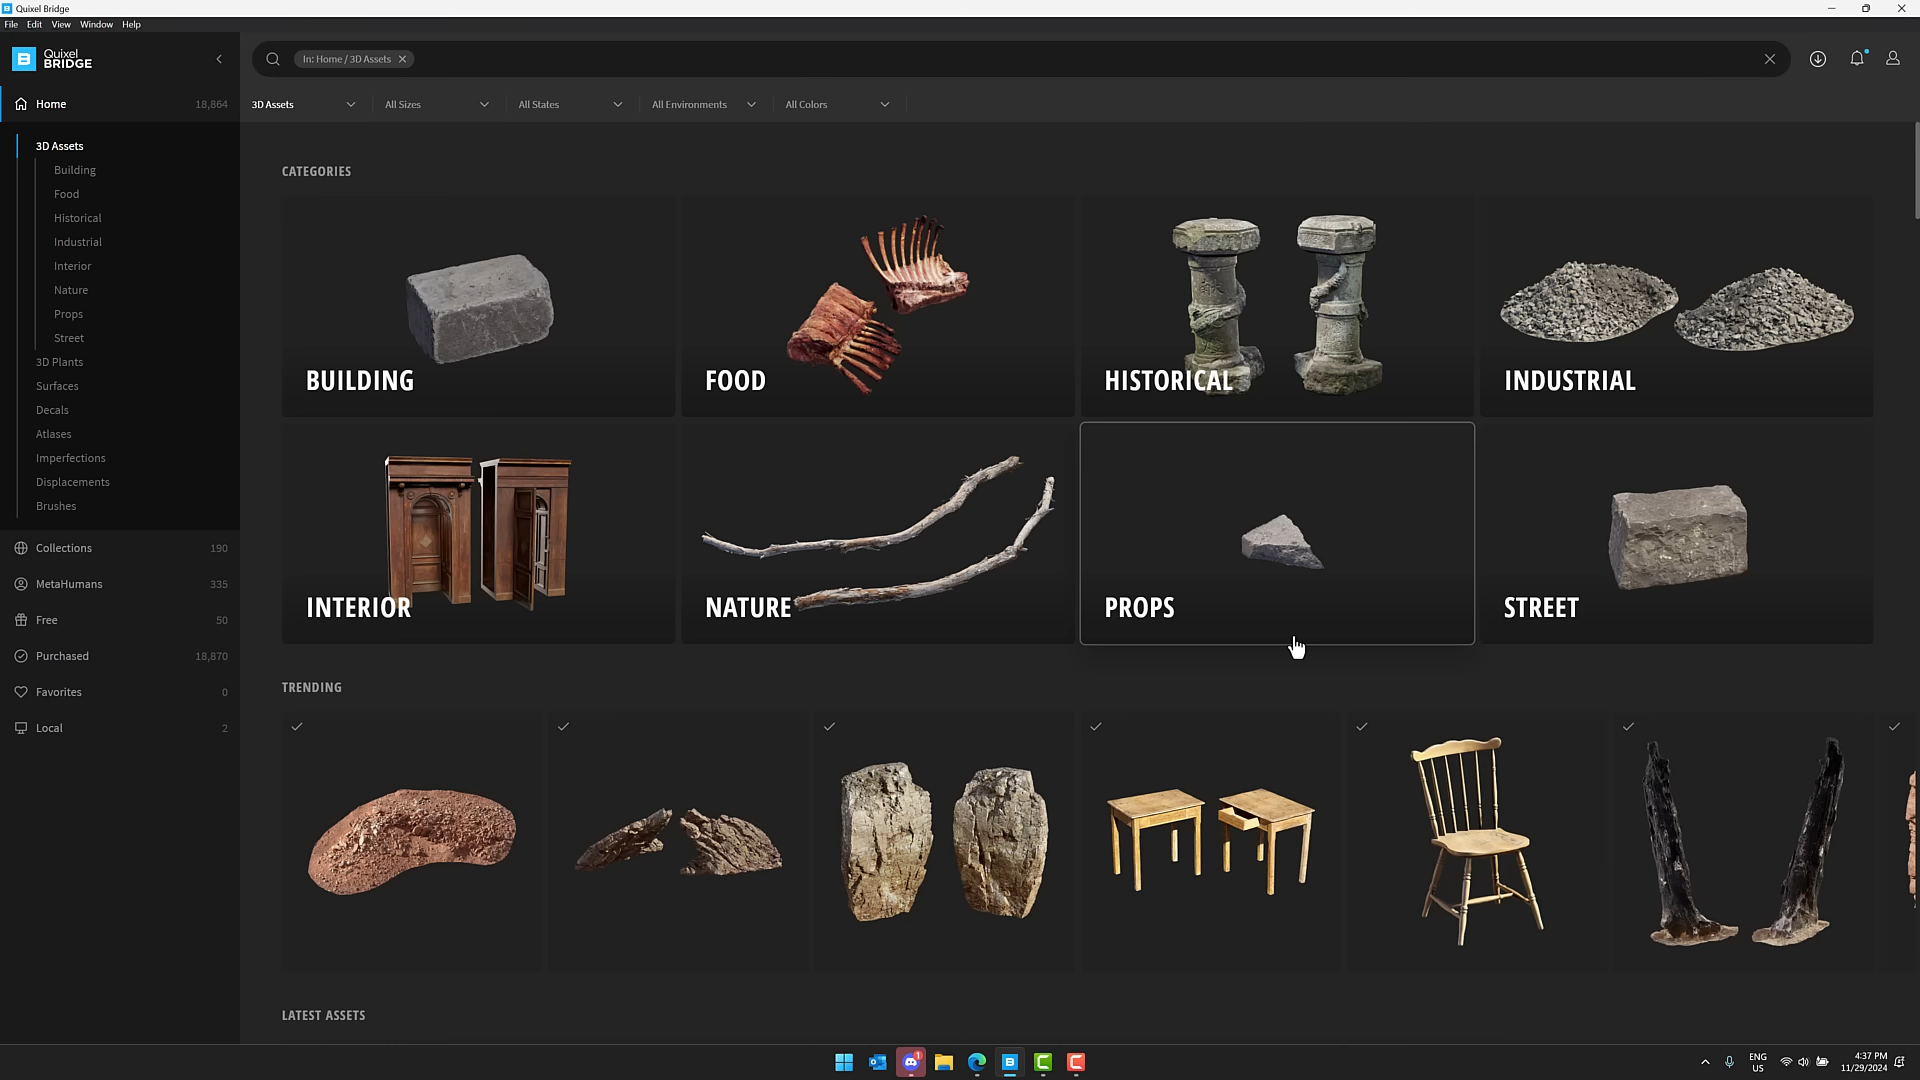 Quixel Bridge
File Edit View Window Help
Quixel
BRIDGE
In: Home / 3D Assets
Home 18,864
3D Assets All Sizes All States All Environments All Colors
3D Assets
Building
Food
Historical
Industrial
Interior
Nature
Props
Street
3D Plants
Surfaces
Decals
Atlases
Imperfections
Displacements
Brushes
Collections 190
MetaHumans 335
Free 50
Purchased 18,870
Favorites 0
Local 2
CATEGORIES
BUILDING FOOD HISTORICAL INDUSTRIAL
INTERIOR NATURE PROPS STREET
TRENDING
LATEST ASSETS
1
ENG
US
4:37 PM
11/29/2024